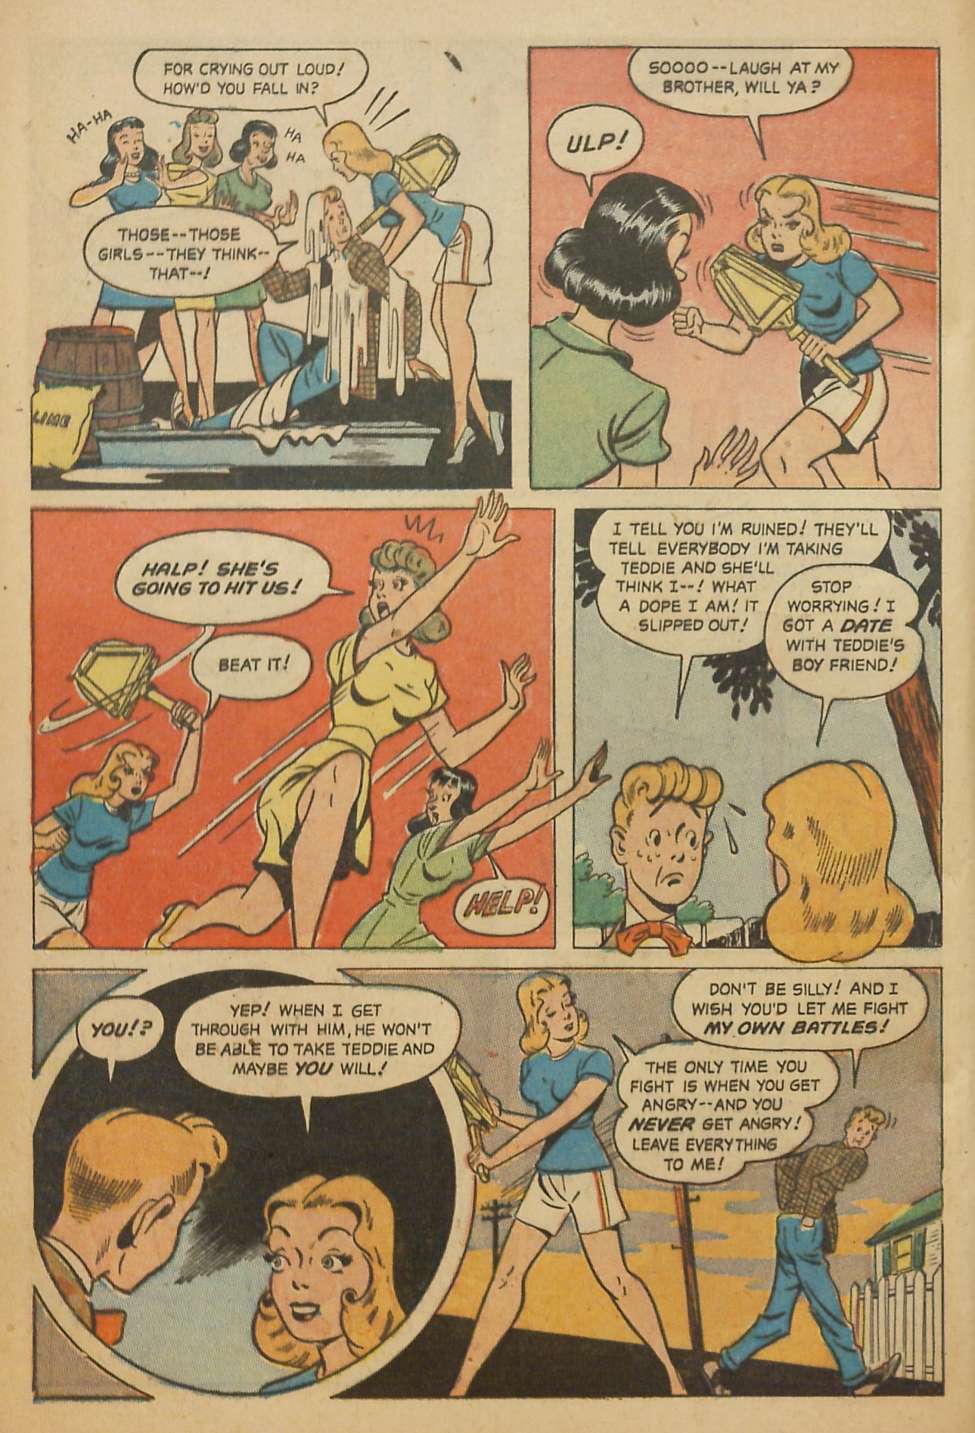 FOR CRYING OUT LOUD!
HOW'D YOU FALL IN?
HA-HA
HA
HA
THOSE--THOSE
GIRLS--THEY THINK--
THAT--!
LIME
SOOOO--LAUGH AT MY
BROTHER, WILL YA?
ULP!
HALP! SHE'S
GOING TO HIT US!
BEAT IT!
HELP!
I TELL YOU I'M RUINED! THEY'LL
TELL EVERYBODY I'M TAKING
TEDDIE AND SHE'LL
THINK I--! WHAT
A DOPE I AM! IT
SLIPPED OUT!
STOP
WORRYING! I
GOT A DATE
WITH TEDDIE'S
BOY FRIEND!
YOU!?
YEP! WHEN I GET
THROUGH WITH HIM, HE WON'T
BE ABLE TO TAKE TEDDIE AND
MAYBE YOU WILL!
DON'T BE SILLY! AND I
WISH YOU'D LET ME FIGHT
MY OWN BATTLES!
THE ONLY TIME YOU
FIGHT IS WHEN YOU GET
ANGRY--AND YOU
NEVER GET ANGRY!
LEAVE EVERYTHING
TO ME!